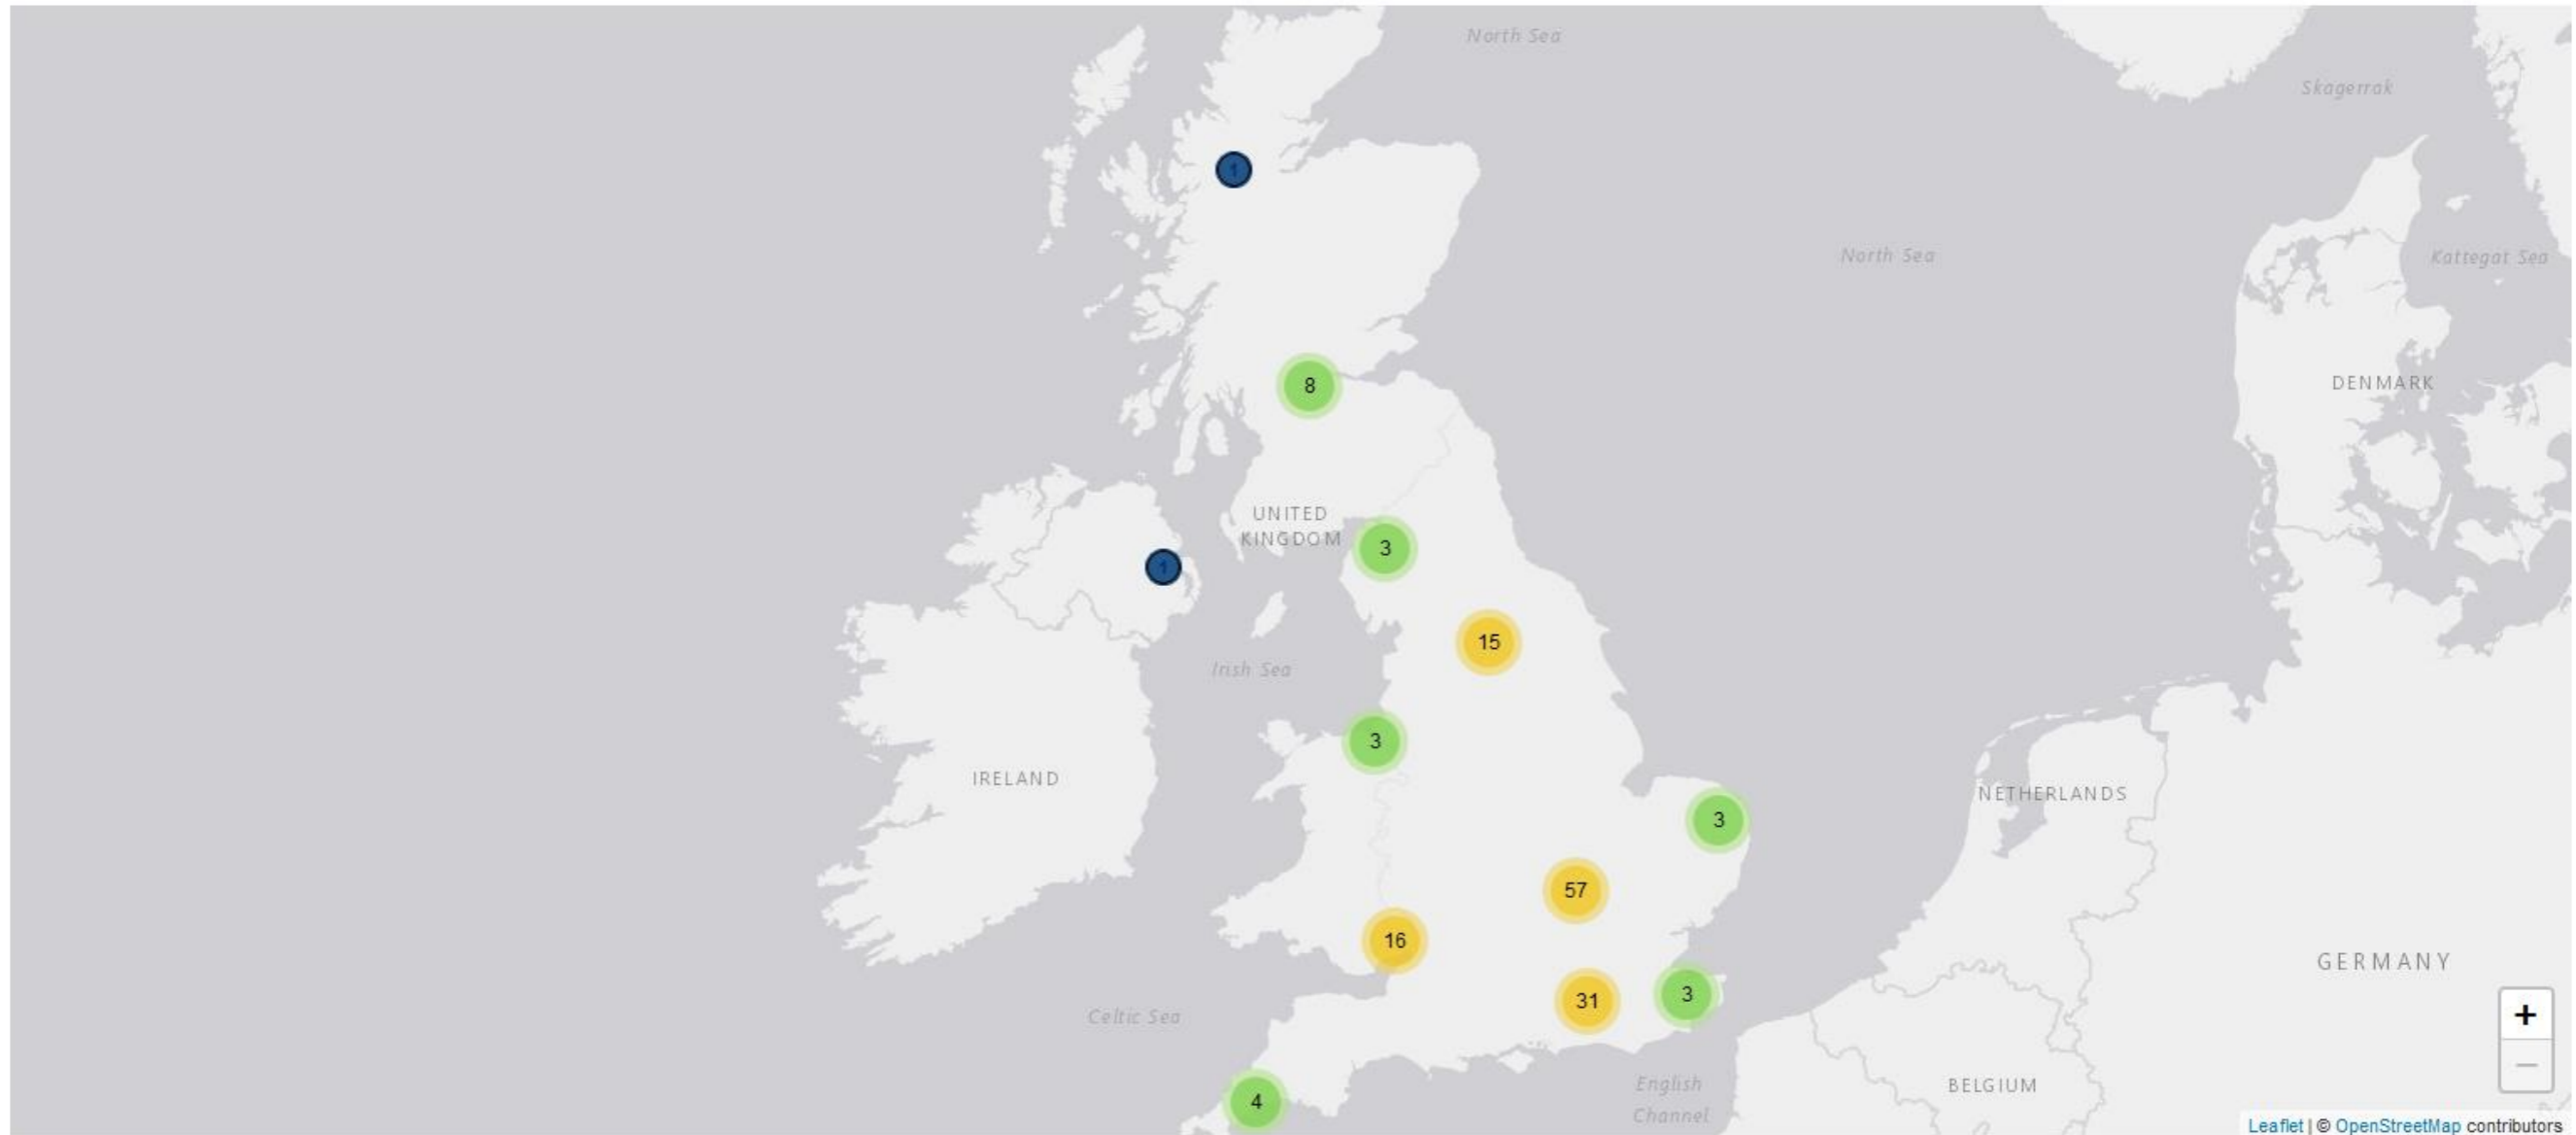 North Sea
Skagerrak
1
North Sea
Kattegat Sea
8
DENMARK
UNITED
KINGDOM
3
1
15
Irish Sea
3
IRELAND
NETHERLANDS
3
57
16
GERMANY
31
3
Celtic Sea
+
−
English
Channel
BELGIUM
4
Leaflet | © OpenStreetMap contributors